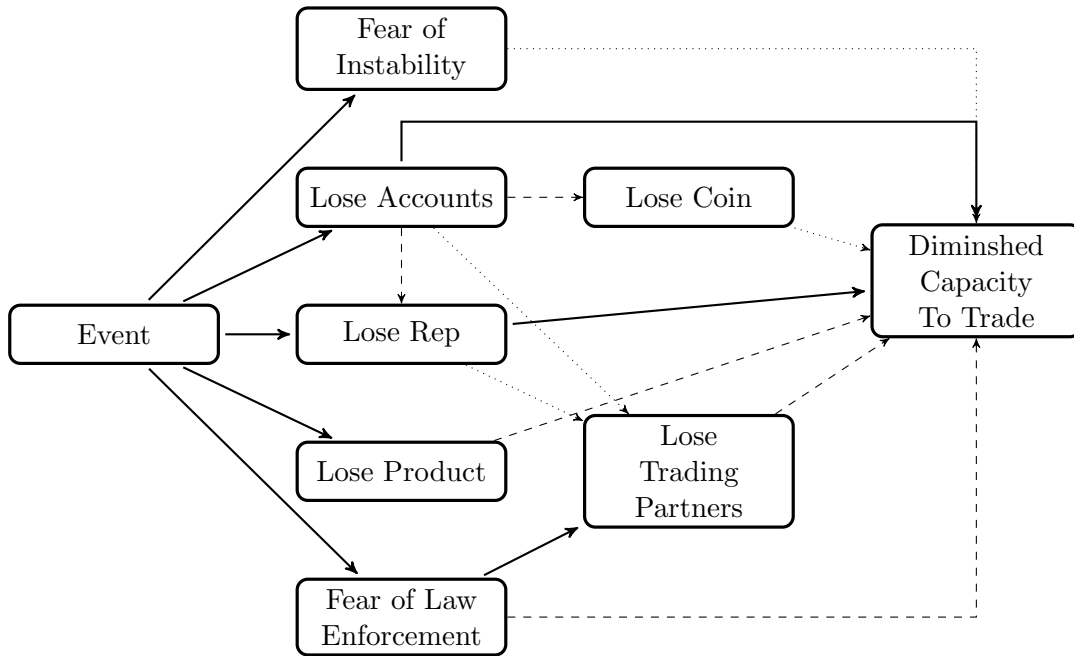 Fear of
Instability
Lose Accounts
Lose Coin
Diminshed
Capacity
To Trade
Event
Lose Rep
Lose
Trading
Partners
Lose Product
Fear of Law
Enforcement